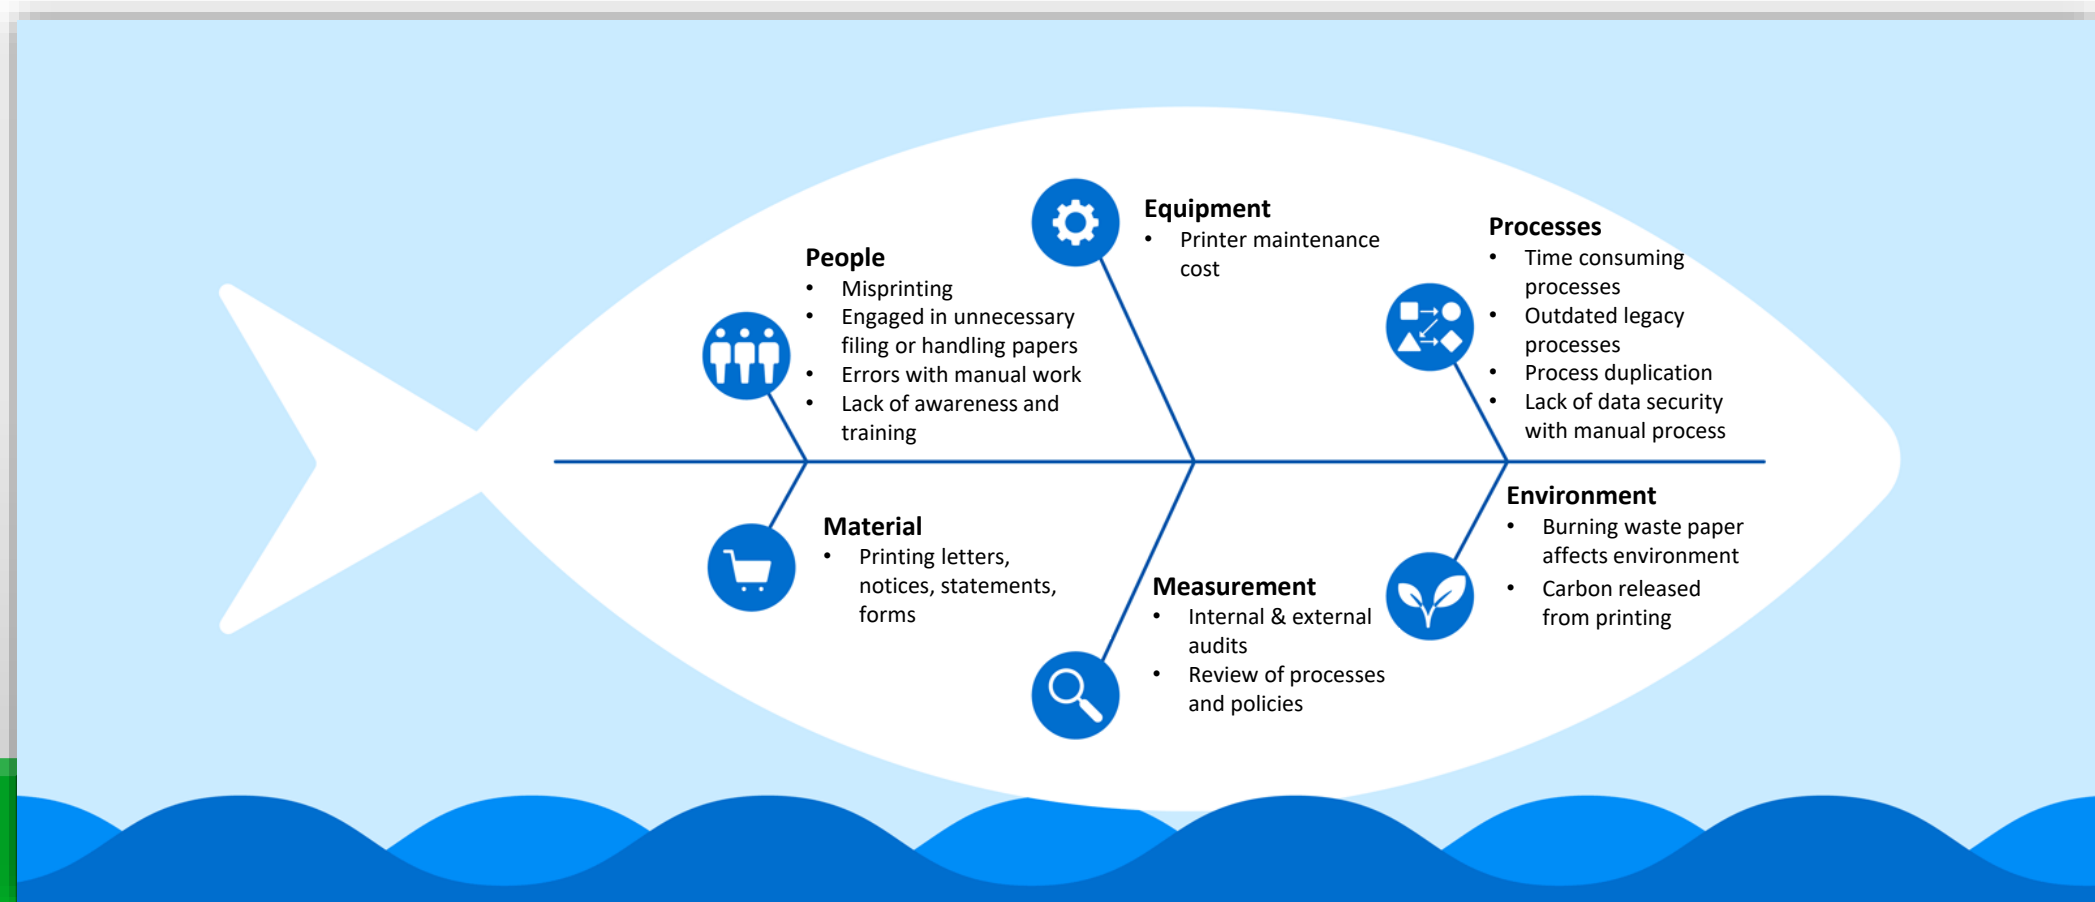 People
• Misprinting
• Engaged in unnecessary
filing or handling papers
• Errors with manual work
• Lack of awareness and
training
Equipment
• Printer maintenance
cost
Processes
• Time consuming
processes
• Outdated legacy
processes
• Process duplication
• Lack of data security
with manual process
Material
• Printing letters,
notices, statements,
forms
Measurement
• Internal & external
audits
• Review of processes
and policies
Environment
• Burning waste paper
affects environment
• Carbon released
from printing